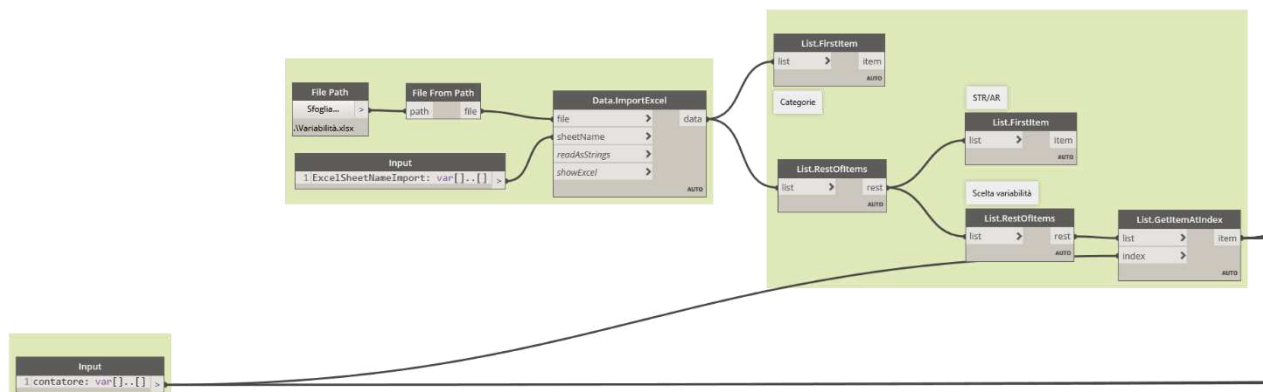 File Path
Sfoglia... >
.\Variabilità.xlsx
File From Path
path file
Input
1 ExcelSheetNameImport: var[]..[] >
Data.ImportExcel
file > data
sheetName >
readAsStrings >
showExcel >
AUTO
List.FirstItem
list > item
AUTO
Categorie
List.RestOfItems
list > rest
AUTO
STR/AR
List.FirstItem
list > item
AUTO
Scelta variabilità
List.RestOfItems
list > rest
AUTO
List.GetItemAtIndex
list > item
index >
AUTO
Input
1 contatore: var[]..[] >